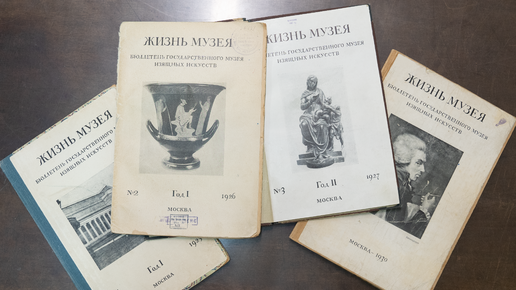 ЖИЗНЬ МУЗЕЯ
БЮЛЛЕТЕНЬ ГОСУДАРСТВЕННОГО МУЗЕЯ
ИЗЯЩНЫХ ИСКУССТВ
Год I
МОСКВА
ЖИЗНЬ МУЗЕЯ
БЮЛЛЕТЕНЬ ГОСУДАРСТВЕННОГО МУЗЕЯ
ИЗЯЩНЫХ ИСКУССТВ
№2 Год I 1926
МОСКВА
ЖИЗНЬ МУЗЕЯ
БЮЛЛЕТЕНЬ ГОСУДАРСТВЕННОГО МУЗЕЯ
ИЗЯЩНЫХ ИСКУССТВ
№3 Год II 1927
МОСКВА
ЖИЗНЬ МУЗЕЯ
БЮЛЛЕТЕНЬ ГОСУДАРСТВЕННОГО МУЗЕЯ
ИЗЯЩНЫХ ИСКУССТВ
МОСКВА—1930